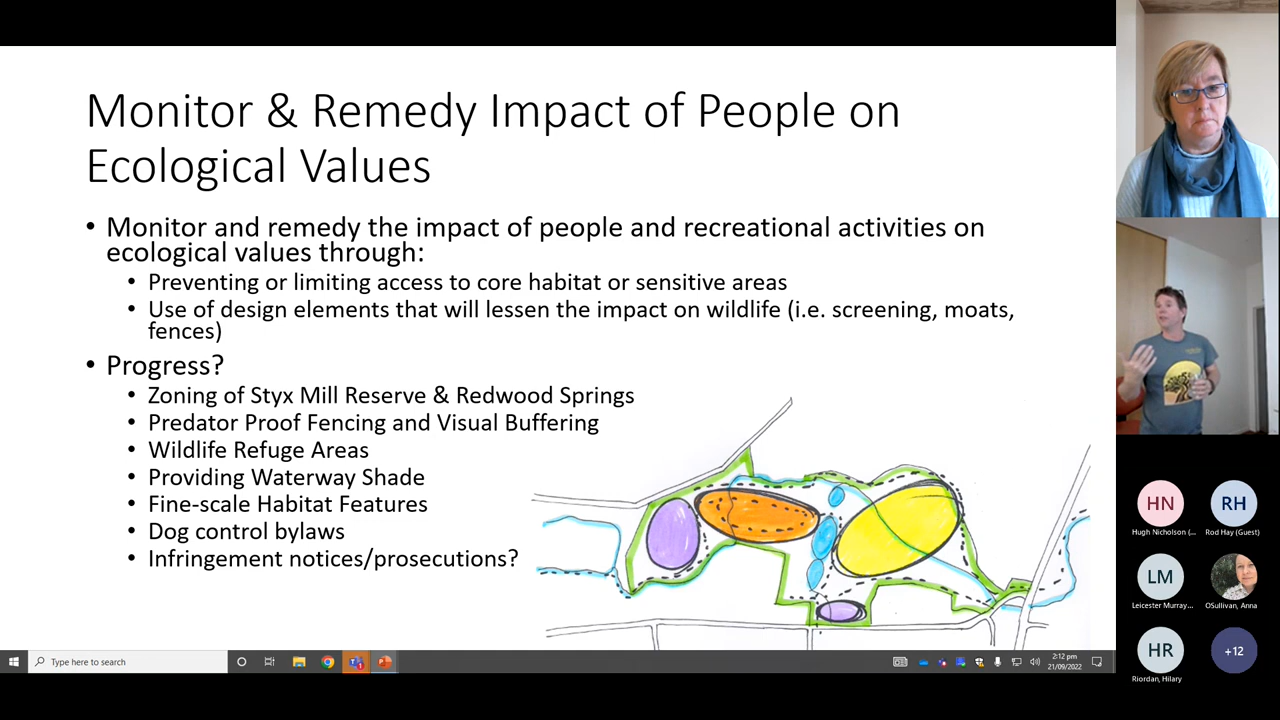 Monitor & Remedy Impact of People on
Ecological Values
• Monitor and remedy the impact of people and recreational activities on
ecological values through:
• Preventing or limiting access to core habitat or sensitive areas
• Use of design elements that will lessen the impact on wildlife (i.e. screening, moats,
fences)
• Progress?
• Zoning of Styx Mill Reserve & Redwood Springs
• Predator Proof Fencing and Visual Buffering
• Wildlife Refuge Areas
• Providing Waterway Shade
• Fine-scale Habitat Features
• Dog control bylaws
• Infringement notices/prosecutions?
Type here to search
2:12 pm
21/09/2022
HN
RH
Hugh Nicholson (...
Rod Hay (Guest)
LM
Leicester Murray...
OSullivan, Anna
HR
+12
Riordan, Hilary